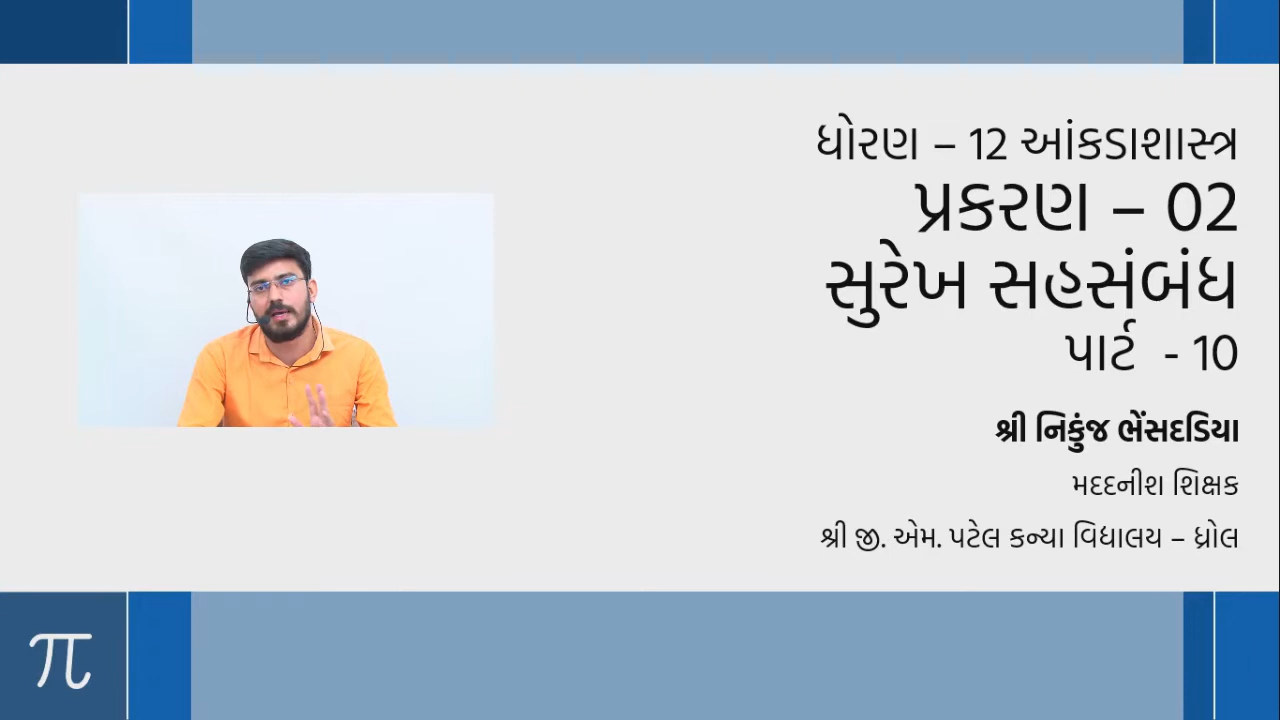 ધોરણ – 12 આંકડાશાસ્ત્ર
પ્રકરણ – 02
સુરેખ સહસંબંધ
પાર્ટ - 10
શ્રી નિકુંજ ભેંસદડિયા
મદદનીશ શિક્ષક
શ્રી જી. એમ. પટેલ કન્યા વિદ્યાલય – ધ્રોલ
π